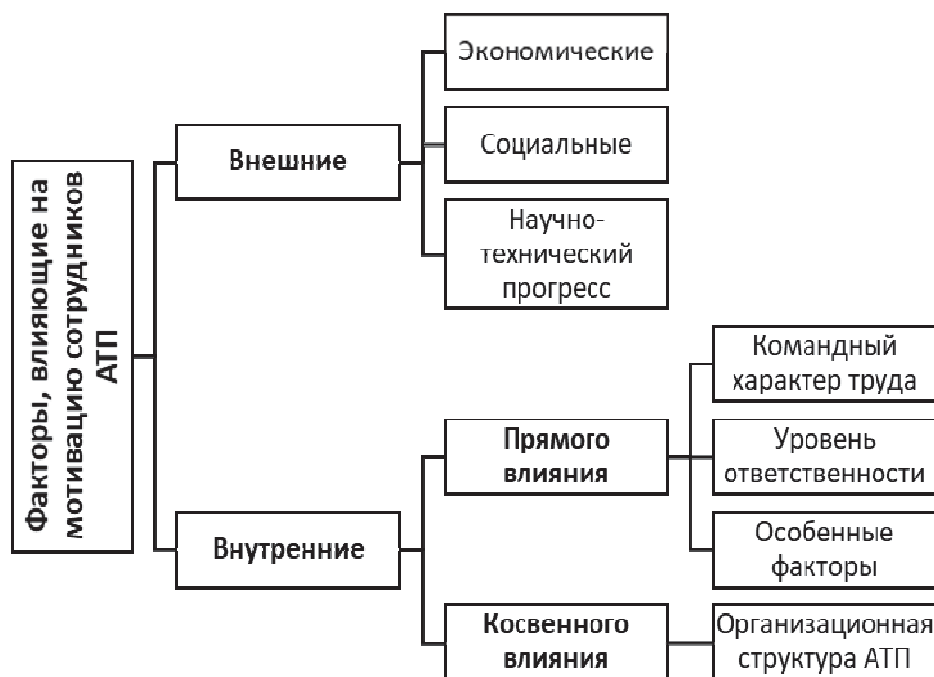 Факторы, влияющие на
мотивацию сотрудников
АТП
Внешние
Экономические
Социальные
Научно-
технический
прогресс
Внутренние
Прямого
влияния
Командный
характер труда
Уровень
ответственности
Особенные
факторы
Косвенного
влияния
Организационная
структура АТП